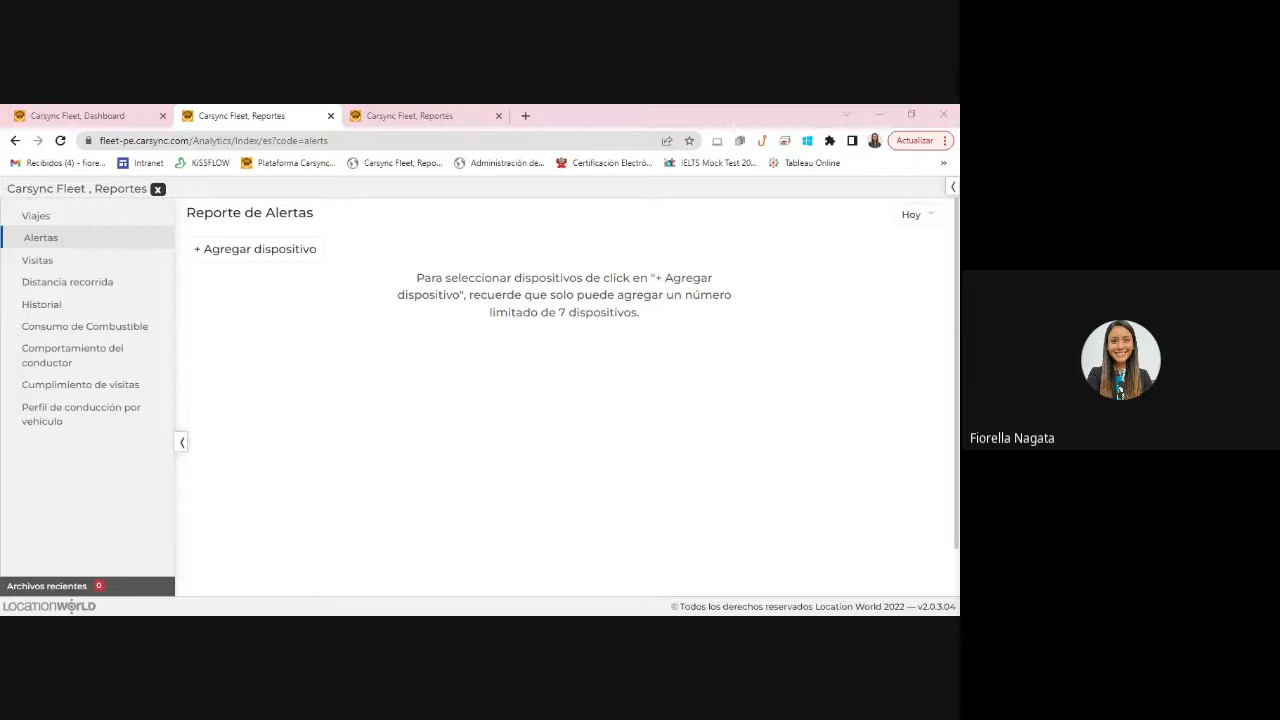 Carsync Fleet, Dashboard
Carsync Fleet, Reportes
Carsync Fleet, Reportes
fleet-pe.carsync.com/Analytics/Index/es?code=alerts
Actualizar
Recibidos (4) - fiore...
Intranet
KiSSFLOW
Plataforma Carsync...
Carsync Fleet, Repo...
Administración de...
Certificación Electró...
IELTS Mock Test 20...
Tableau Online
»
Carsync Fleet , Reportes x
Viajes
Alertas
Visitas
Distancia recorrida
Historial
Consumo de Combustible
Comportamiento del
conductor
Cumplimiento de visitas
Perfil de conducción por
vehículo
Archivos recientes 0
Reporte de Alertas
Hoy
+ Agregar dispositivo
Para seleccionar dispositivos de click en "+ Agregar
dispositivo", recuerde que solo puede agregar un número
limitado de 7 dispositivos.
LOCATIONWORLD
© Todos los derechos reservados Location World 2022 — v2.0.3.04
Fiorella Nagata